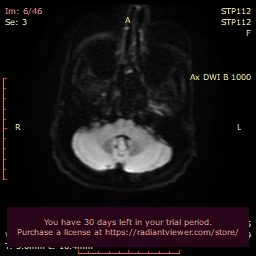 Im: 6/46
Se: 3
A
STP112
STP112
F
Ax DWI B 1000
R
L
You have 30 days left in your trial period.
Purchase a license at https://radiantviewer.com/store/